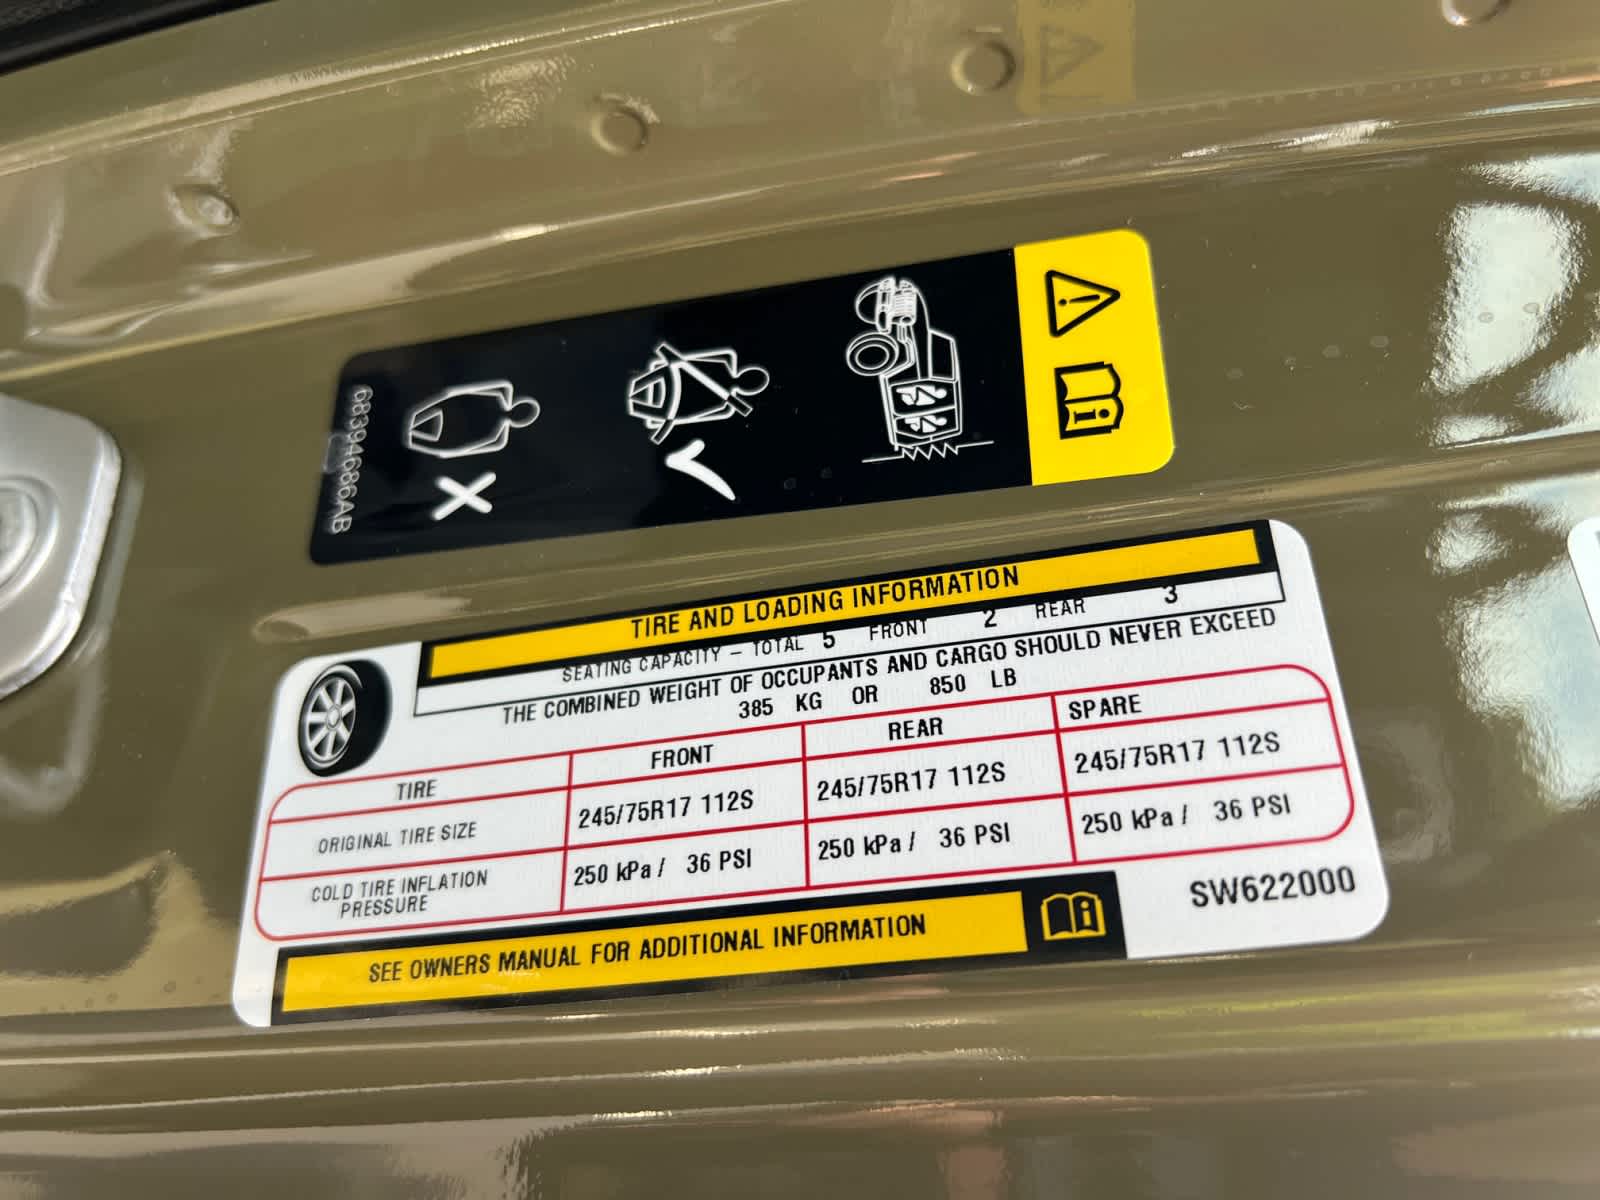 68394686AB
TIRE AND LOADING INFORMATION
SEATING CAPACITY – TOTAL 5 FRONT 2 REAR 3
THE COMBINED WEIGHT OF OCCUPANTS AND CARGO SHOULD NEVER EXCEED
385 KG OR 850 LB
TIRE FRONT REAR SPARE
ORIGINAL TIRE SIZE 245/75R17 112S 245/75R17 112S 245/75R17 112S
COLD TIRE INFLATION
PRESSURE 250 kPa / 36 PSI 250 kPa / 36 PSI 250 kPa / 36 PSI
SEE OWNERS MANUAL FOR ADDITIONAL INFORMATION
SW622000